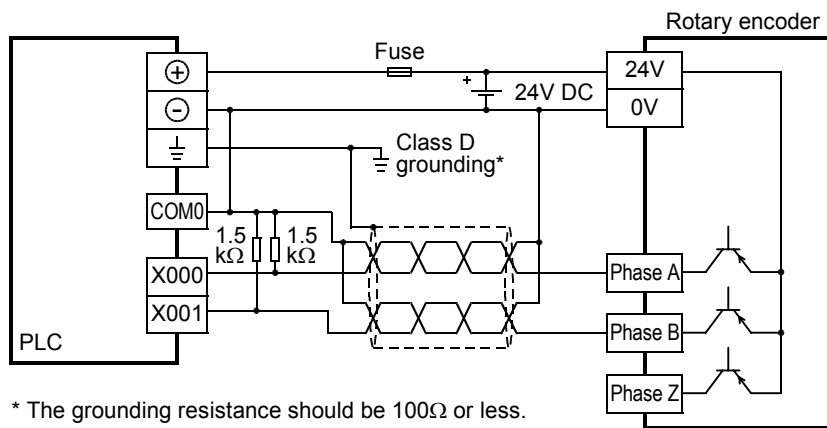 Rotary encoder
Fuse
+
24V
−
+
24V DC
0V
Class D
grounding*
COM0
1.5
kΩ
1.5
kΩ
X000
Phase A
X001
Phase B
PLC
Phase Z
* The grounding resistance should be 100Ω or less.